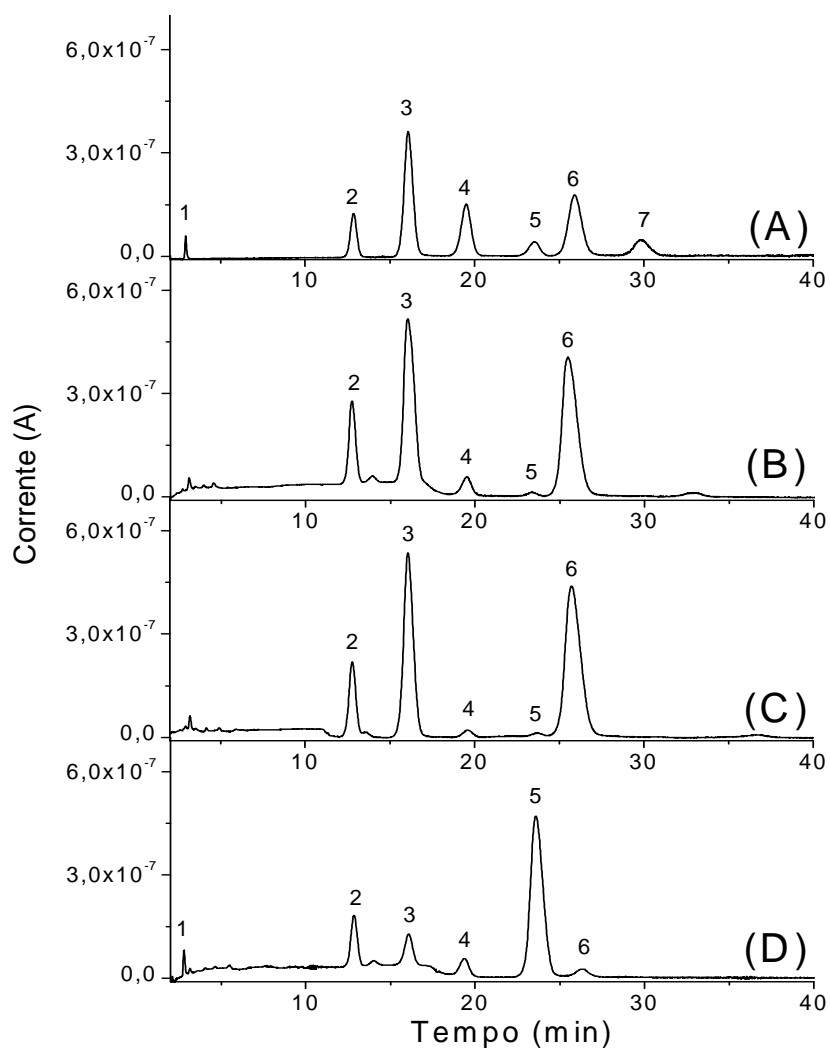 6,0x10⁻⁷
3,0x10⁻⁷
0,0
1 2 3 4 5 6 7
(A)
10 20 30 40
6,0x10⁻⁷
3,0x10⁻⁷
0,0
2 3 4 5 6
(B)
10 20 30 40
6,0x10⁻⁷
3,0x10⁻⁷
0,0
2 3 4 5 6
(C)
10 20 30 40
6,0x10⁻⁷
3,0x10⁻⁷
0,0
1 2 3 4 5 6
(D)
10 20 30 40
Corrente (A)
Tempo (min)